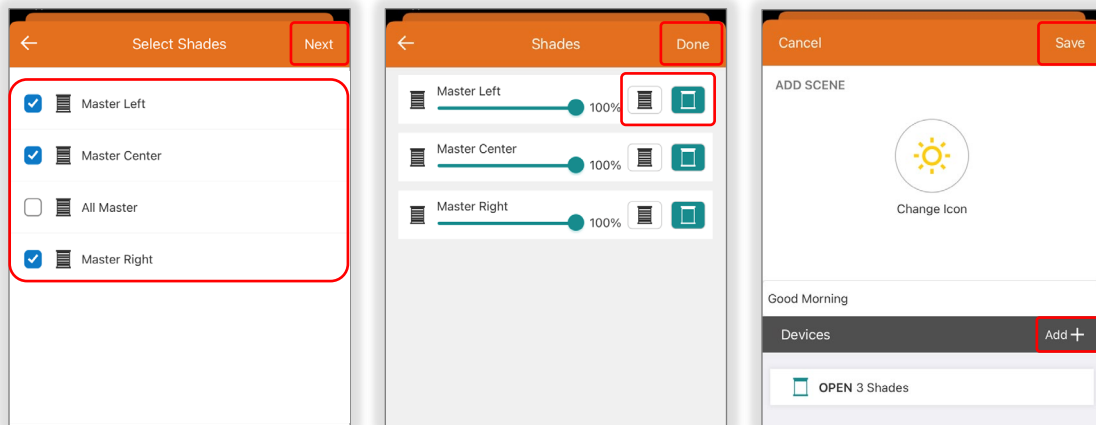 Select Shades
Next
Master Left
Master Center
All Master
Master Right
Shades
Done
Master Left
100%
Master Center
100%
Master Right
100%
Cancel
Save
ADD SCENE
Change Icon
Good Morning
Devices
Add +
OPEN 3 Shades